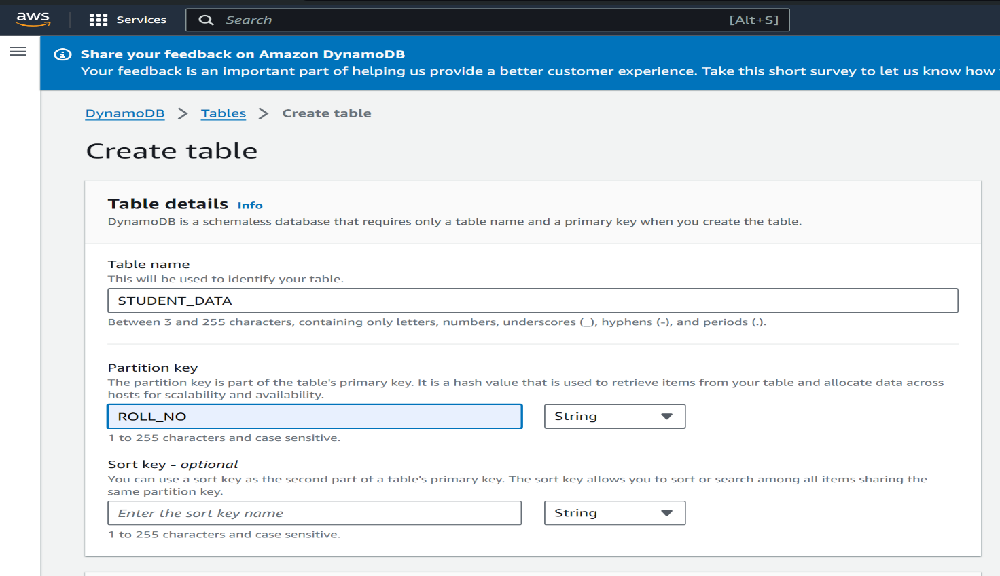 aws Services Search [Alt+S]
Share your feedback on Amazon DynamoDB
Your feedback is an important part of helping us provide a better customer experience. Take this short survey to let us know how
DynamoDB > Tables > Create table
Create table
Table details Info
DynamoDB is a schemaless database that requires only a table name and a primary key when you create the table.
Table name
This will be used to identify your table.
STUDENT_DATA
Between 3 and 255 characters, containing only letters, numbers, underscores (_), hyphens (-), and periods (.).
Partition key
The partition key is part of the table's primary key. It is a hash value that is used to retrieve items from your table and allocate data across
hosts for scalability and availability.
ROLL_NO String
1 to 255 characters and case sensitive.
Sort key - optional
You can use a sort key as the second part of a table's primary key. The sort key allows you to sort or search among all items sharing the
same partition key.
Enter the sort key name String
1 to 255 characters and case sensitive.